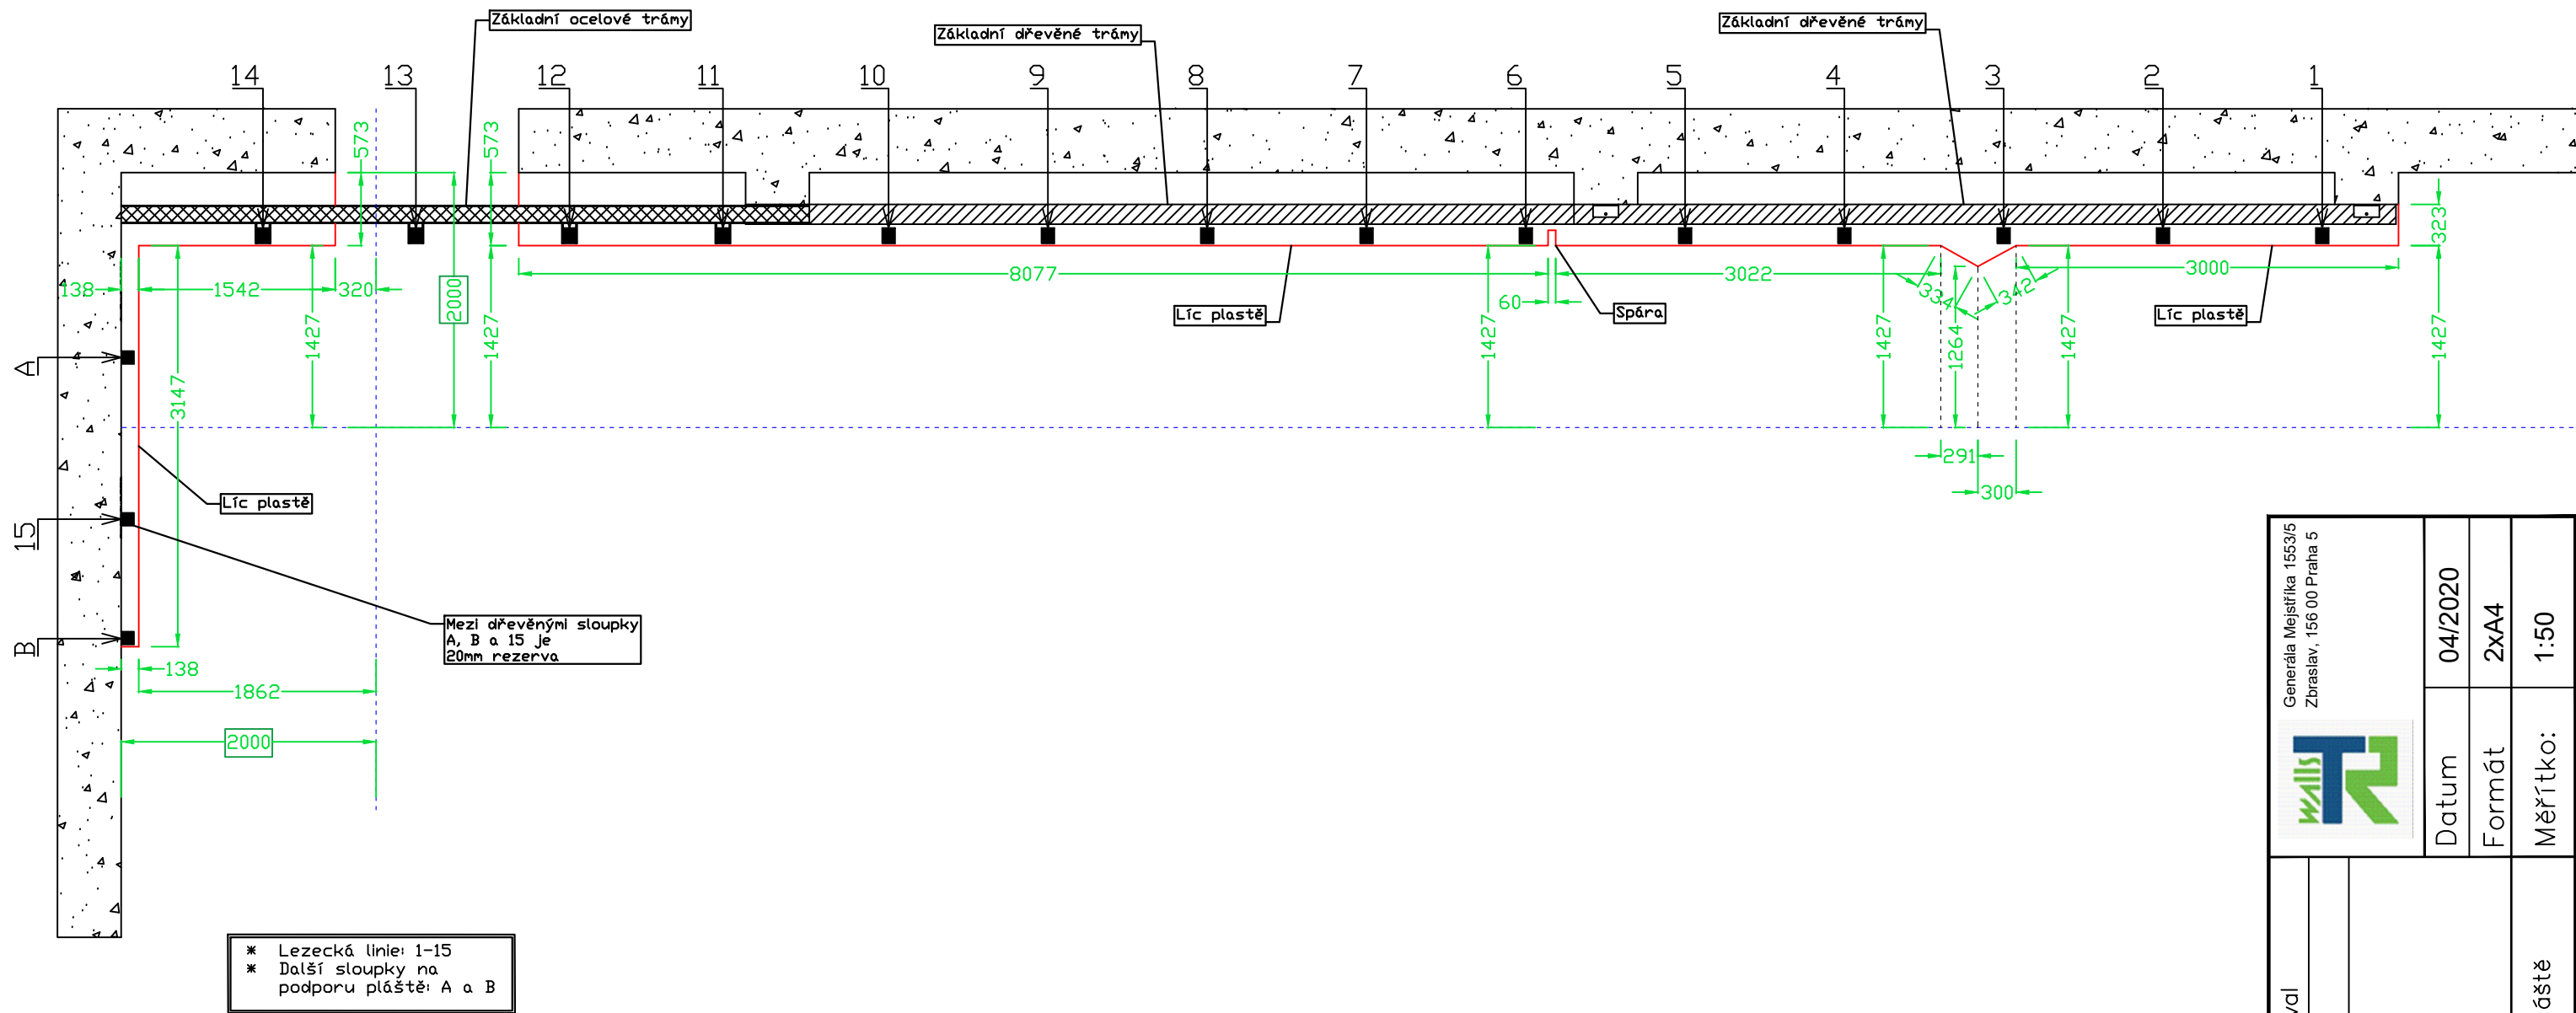 Základní ocelové trámy
Základní dřevěné trámy
Základní dřevěné trámy
14
13
12
11
10
9
8
7
6
5
4
3
2
1
573
573
323
138
1542
320
2000
8077
3022
334
342
3000
60
Líc plastě
Spára
Líc plastě
1427
1427
1427
1427
1264
1427
1427
A
3147
291
300
Líc plastě
15
B
Mezi dřevěnými sloupky
A, B a 15 je
20mm rezerva
138
1862
2000
* Lezecká linie: 1-15
* Další sloupky na
podporu pláště: A a B
Generála Mejstříka 1553/5
Zbraslav, 156 00 Praha 5
walls
TR
Datum
04/2020
Formát
2xA4
Měřítko:
1:50